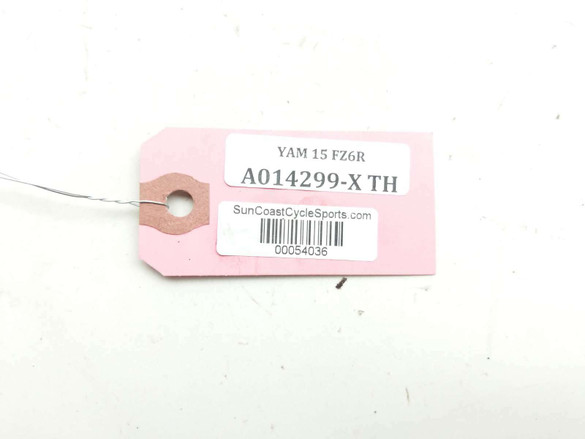 YAM 15 FZ6R
A014299-X TH
SunCoastCycleSports.com
00054036